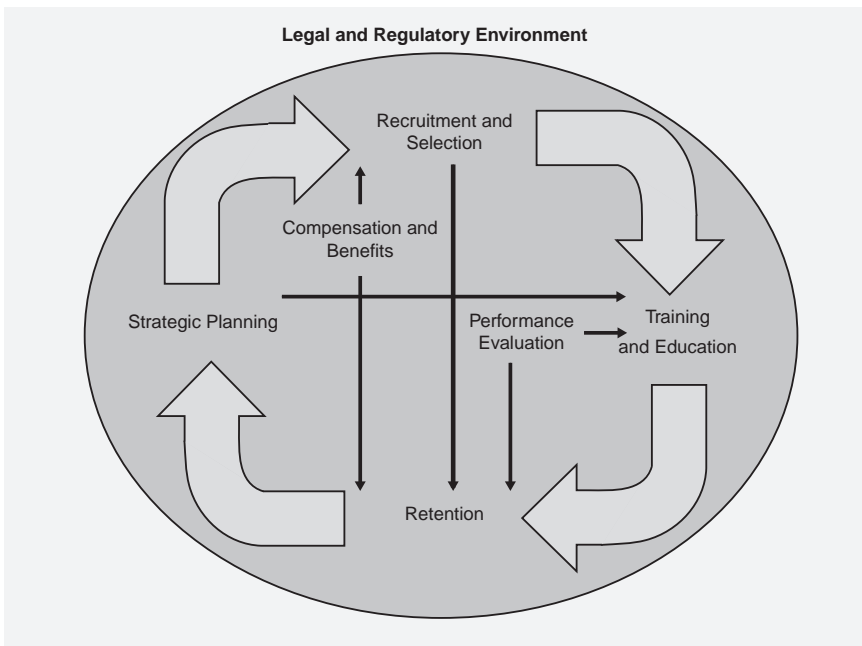 Legal and Regulatory Environment
Recruitment and
Selection
Compensation and
Benefits
Strategic Planning
Performance
Evaluation
Training
and Education
Retention